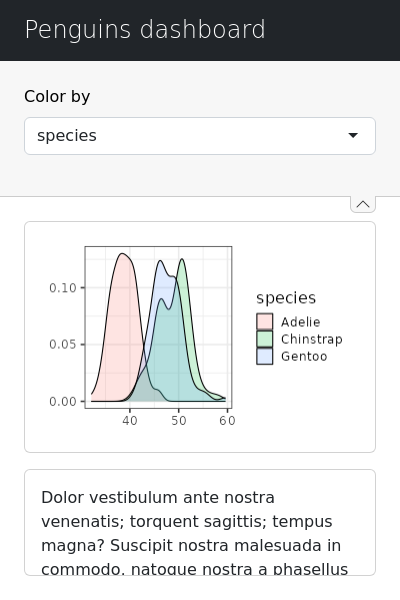 Penguins dashboard
Color by
species
0.10
0.05
0.00
40 50 60
species
Adelie
Chinstrap
Gentoo
Dolor vestibulum ante nostra
venenatis; torquent sagittis; tempus
magna? Suscipit nostra malesuada in
commodo, natoque nostra a phasellus